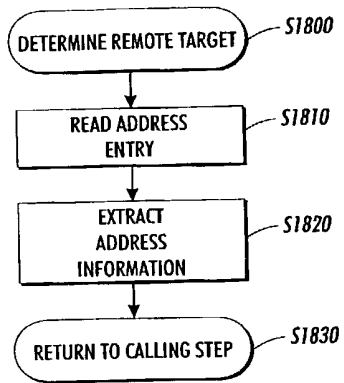 DETERMINE REMOTE TARGET
S1800
READ ADDRESS
ENTRY
S1810
EXTRACT
ADDRESS
INFORMATION
S1820
RETURN TO CALLING STEP
S1830